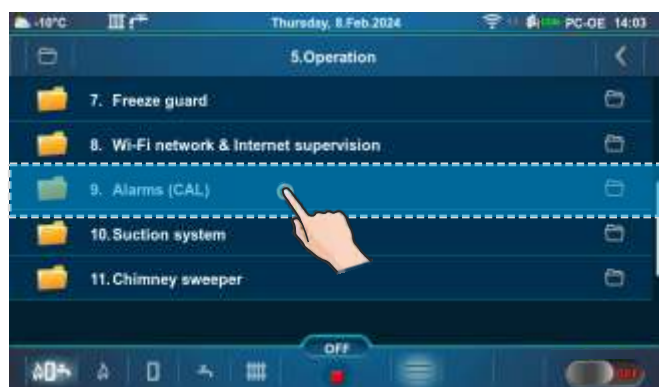 -10°C Thursday, 8.Feb.2024 PC-OE 14:03
5.Operation
7. Freeze guard
8. Wi-Fi network & Internet supervision
9. Alarms (CAL)
10.Suction system
11.Chimney sweeper
OFF
OFF